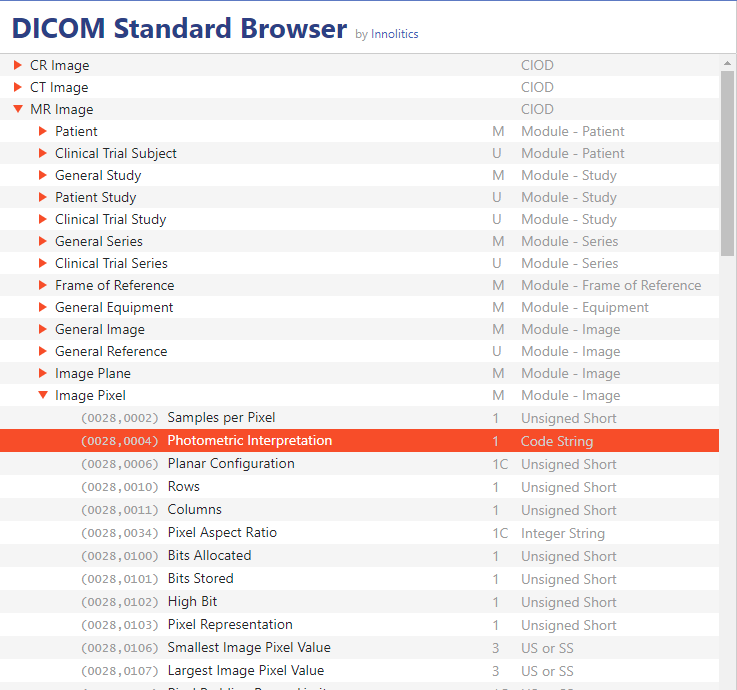 DICOM Standard Browser by Innolitics
CR Image CIOD
CT Image CIOD
MR Image CIOD
Patient M Module - Patient
Clinical Trial Subject U Module - Patient
General Study M Module - Study
Patient Study U Module - Study
Clinical Trial Study U Module - Study
General Series M Module - Series
Clinical Trial Series U Module - Series
Frame of Reference M Module - Frame of Reference
General Equipment M Module - Equipment
General Image M Module - Image
General Reference U Module - Image
Image Plane M Module - Image
Image Pixel M Module - Image
(0028,0002) Samples per Pixel 1 Unsigned Short
(0028,0004) Photometric Interpretation 1 Code String
(0028,0006) Planar Configuration 1C Unsigned Short
(0028,0010) Rows 1 Unsigned Short
(0028,0011) Columns 1 Unsigned Short
(0028,0034) Pixel Aspect Ratio 1C Integer String
(0028,0100) Bits Allocated 1 Unsigned Short
(0028,0101) Bits Stored 1 Unsigned Short
(0028,0102) High Bit 1 Unsigned Short
(0028,0103) Pixel Representation 1 Unsigned Short
(0028,0106) Smallest Image Pixel Value 3 US or SS
(0028,0107) Largest Image Pixel Value 3 US or SS